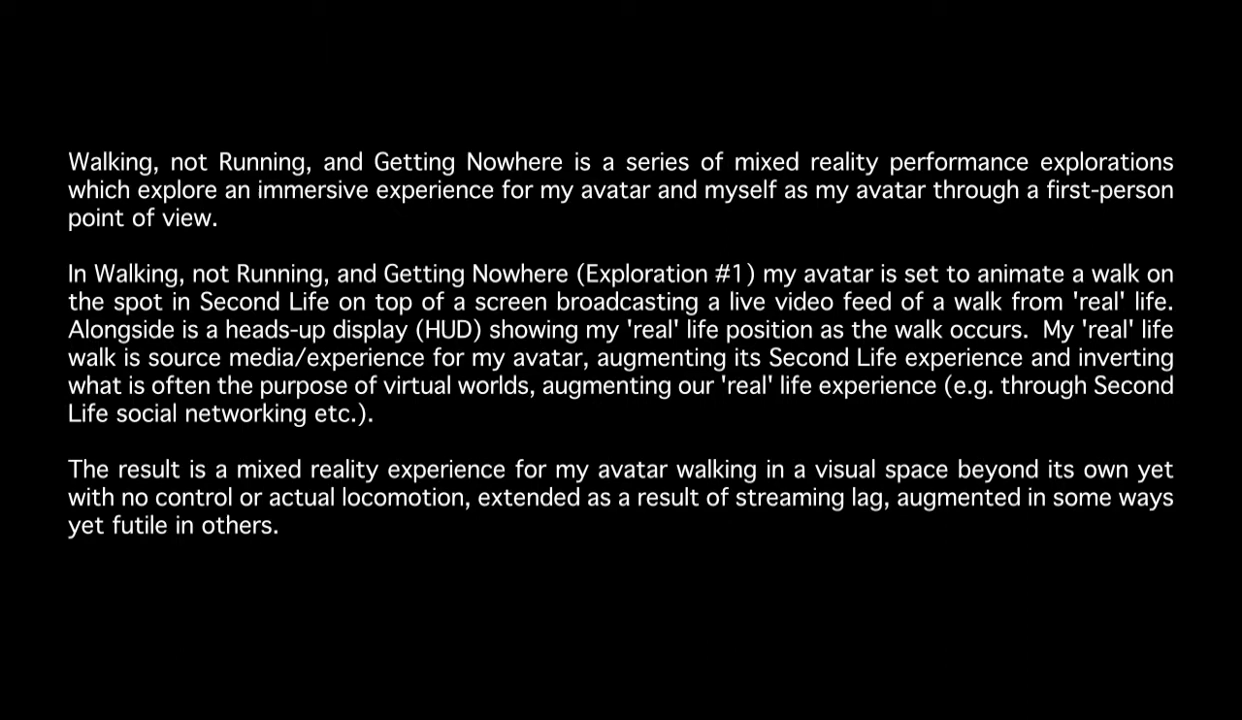 Walking, not Running, and Getting Nowhere is a series of mixed reality performance explorations
which explore an immersive experience for my avatar and myself as my avatar through a first-person
point of view.
In Walking, not Running, and Getting Nowhere (Exploration #1) my avatar is set to animate a walk on
the spot in Second Life on top of a screen broadcasting a live video feed of a walk from 'real' life.
Alongside is a heads-up display (HUD) showing my 'real' life position as the walk occurs.  My 'real' life
walk is source media/experience for my avatar, augmenting its Second Life experience and inverting
what is often the purpose of virtual worlds, augmenting our 'real' life experience (e.g. through Second
Life social networking etc.).
The result is a mixed reality experience for my avatar walking in a visual space beyond its own yet
with no control or actual locomotion, extended as a result of streaming lag, augmented in some ways
yet futile in others.